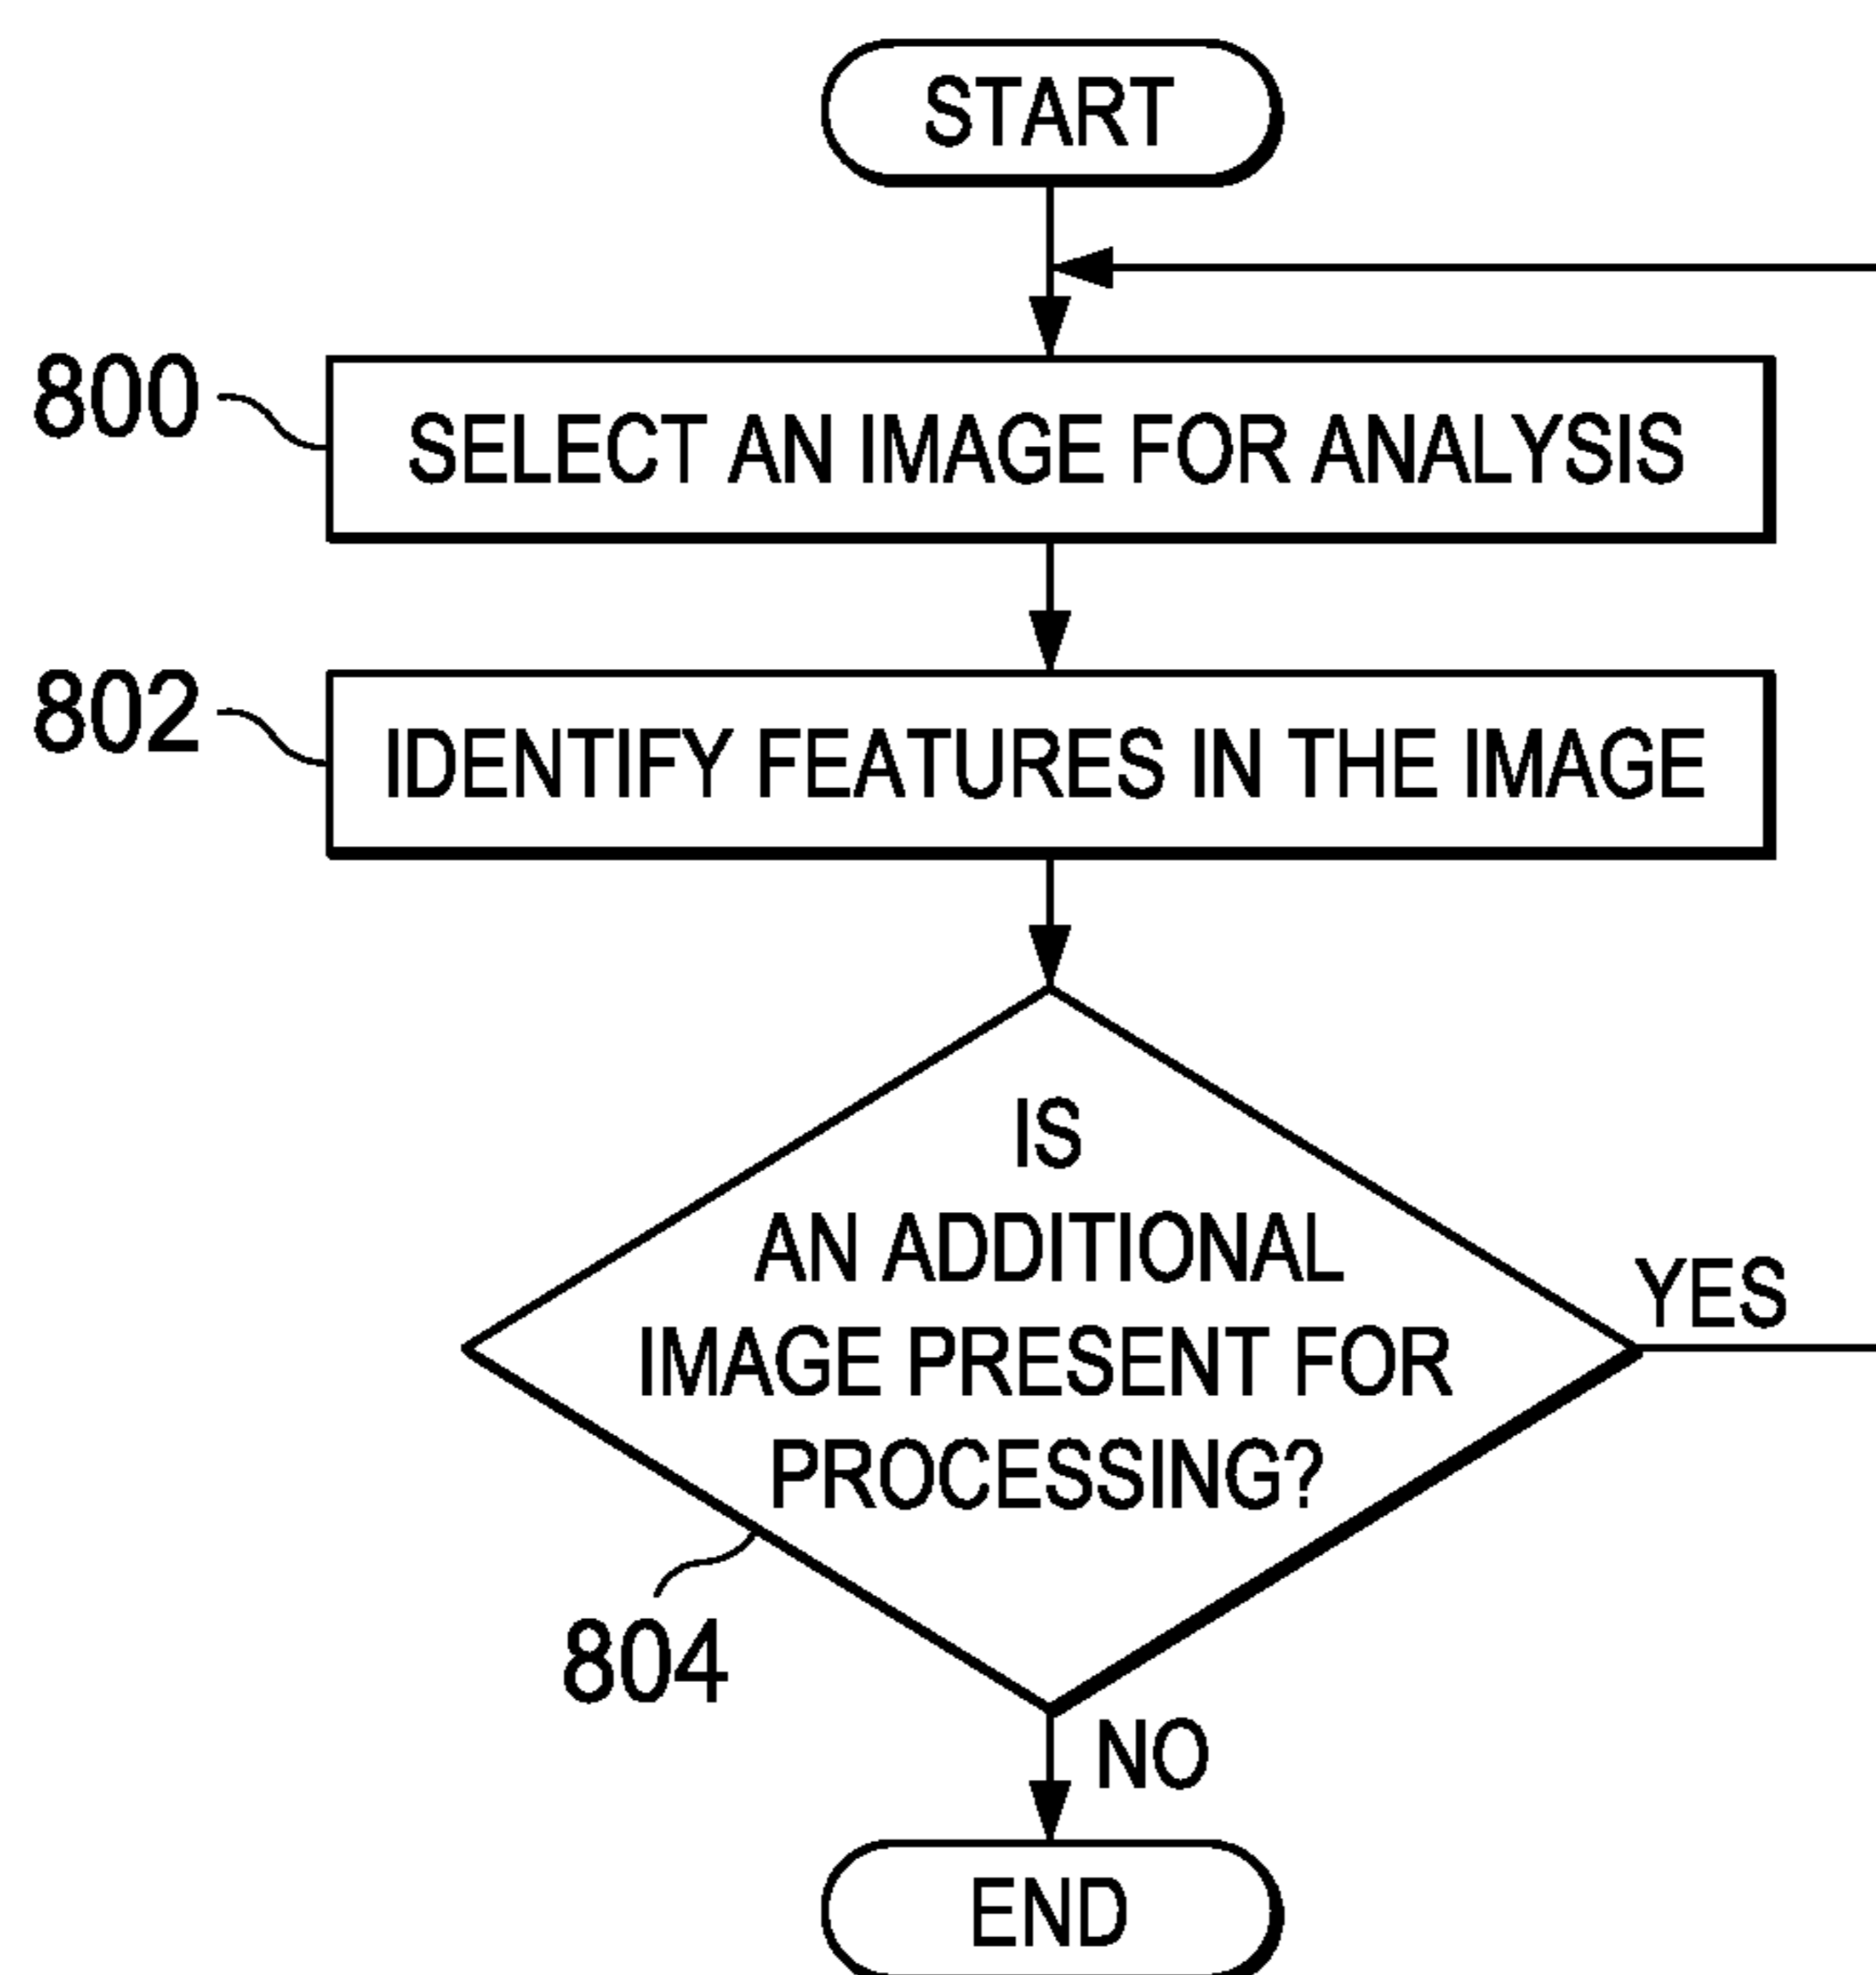 START
800
SELECT AN IMAGE FOR ANALYSIS
802
IDENTIFY FEATURES IN THE IMAGE
IS
AN ADDITIONAL
IMAGE PRESENT FOR
PROCESSING?
YES
804
NO
END